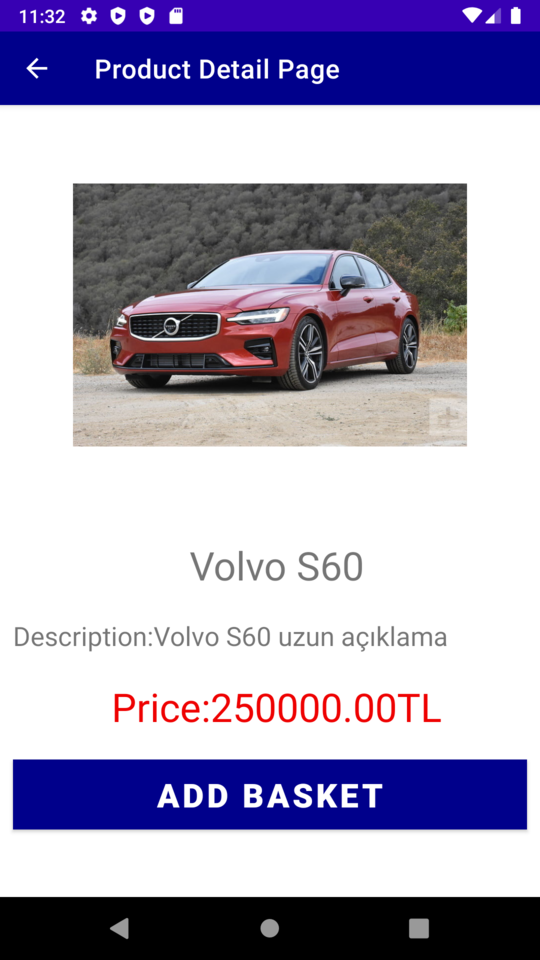 11:32
Product Detail Page
Volvo S60
Description:Volvo S60 uzun açıklama
Price:250000.00TL
ADD BASKET